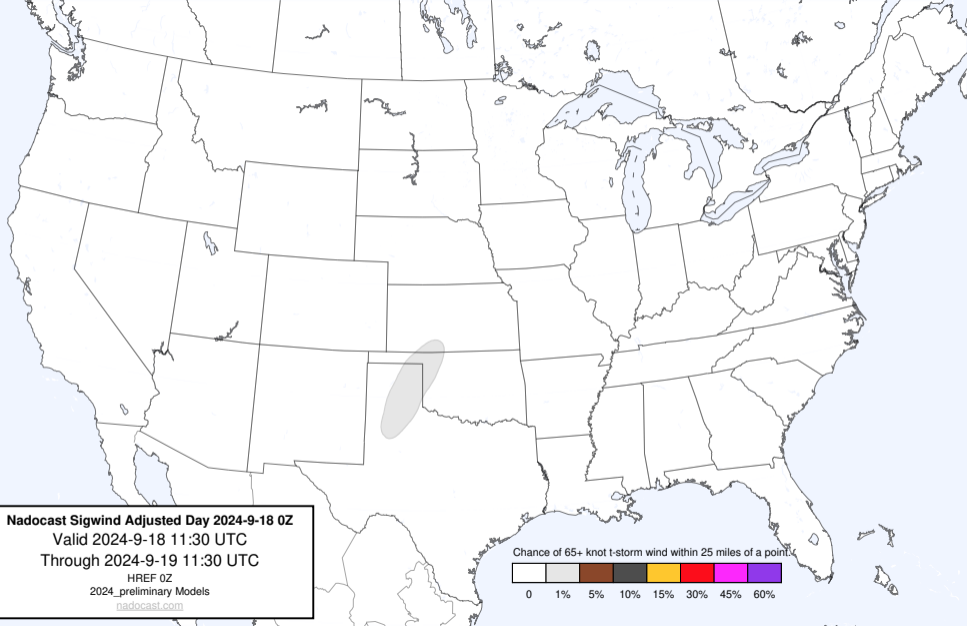 Nadocast Sigwind Adjusted Day 2024-9-18 0Z
Valid 2024-9-18 11:30 UTC
Through 2024-9-19 11:30 UTC
HREF 0Z
2024_preliminary Models
nadocast.com
Chance of 65+ knot t-storm wind within 25 miles of a point.
0 1% 5% 10% 15% 30% 45% 60%